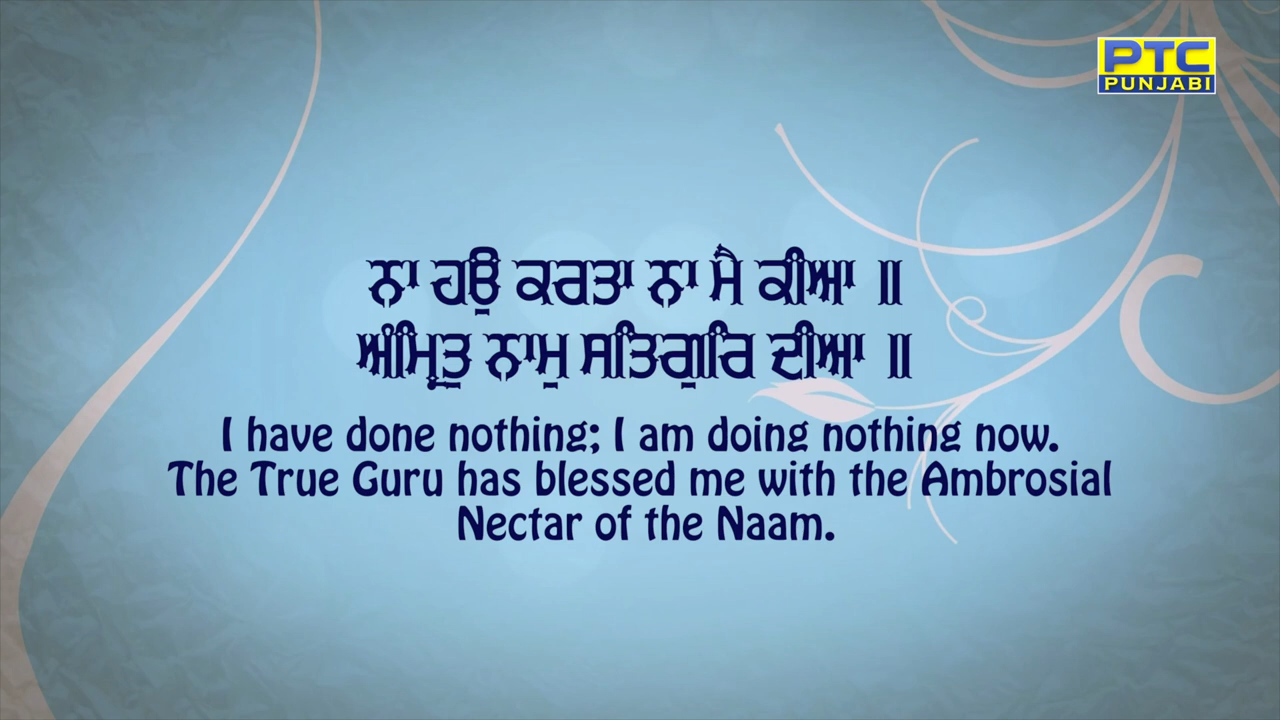 PTC
PUNJABI
ਨਾ ਹਉ ਕਰਤਾ ਨਾ ਮੈ ਕੀਆ ॥
ਅੰਮ੍ਰਿਤੁ ਨਾਮੁ ਸਤਿਗੁਰਿ ਦੀਆ ॥
I have done nothing; I am doing nothing now.
The True Guru has blessed me with the Ambrosial
Nectar of the Naam.